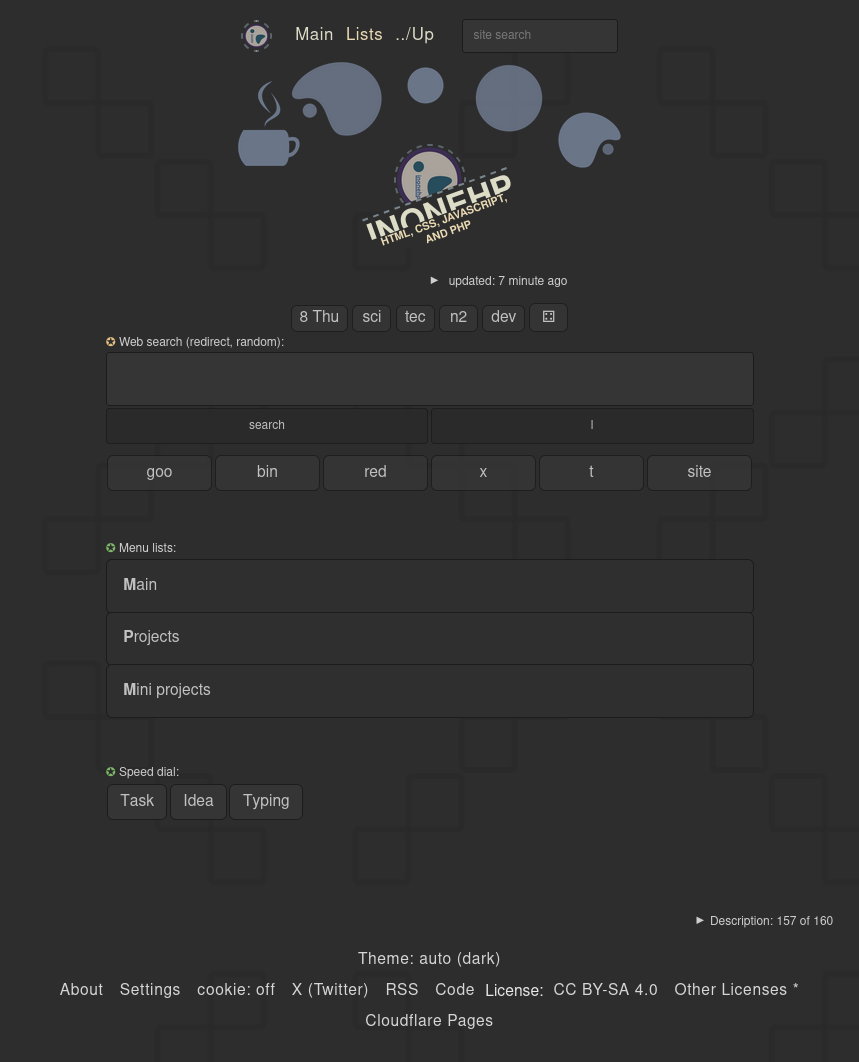 Main Lists ../Up site search
HTML, CSS, JAVASCRIPT,
AND PHP
▶ updated: 7 minute ago
8 Thu sci tec n2 dev ⚃
✪ Web search (redirect, random):
search l
goo bin red x t site
✪ Menu lists:
Main
Projects
Mini projects
✪ Speed dial:
Task Idea Typing
▶ Description: 157 of 160
Theme: auto (dark)
About Settings cookie: off X (Twitter) RSS Code License: CC BY-SA 4.0 Other Licenses *
Cloudflare Pages